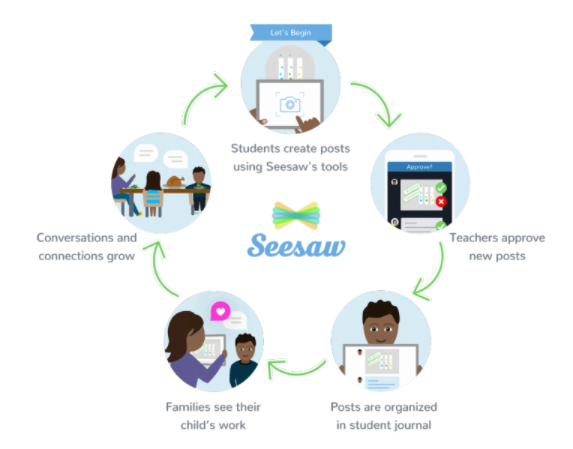 Let's Begin
Students create posts
using Seesaw's tools
Approve?
Teachers approve
new posts
Posts are organized
in student journal
Families see their
child's work
Conversations and
connections grow
Seesaw